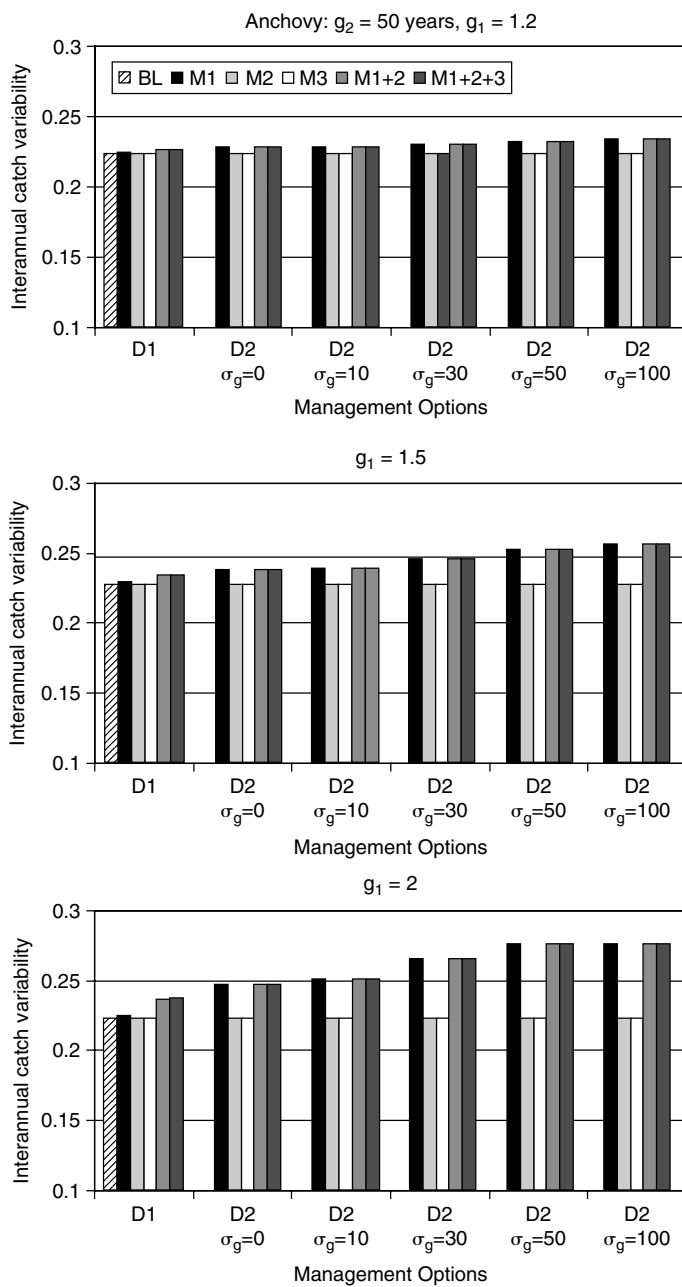 Anchovy: g₂ = 50 years, g₁ = 1.2
0.3
BL M1 M2 M3 M1+2 M1+2+3
0.25
0.2
0.15
0.1
Interannual catch variability
D1 D2 D2 D2 D2 D2
σg=0 σg=10 σg=30 σg=50 σg=100
Management Options
g₁ = 1.5
0.3
0.25
0.2
0.15
0.1
Interannual catch variability
D1 D2 D2 D2 D2 D2
σg=0 σg=10 σg=30 σg=50 σg=100
Management Options
g₁ = 2
0.3
0.25
0.2
0.15
0.1
Interannual catch variability
D1 D2 D2 D2 D2 D2
σg=0 σg=10 σg=30 σg=50 σg=100
Management Options